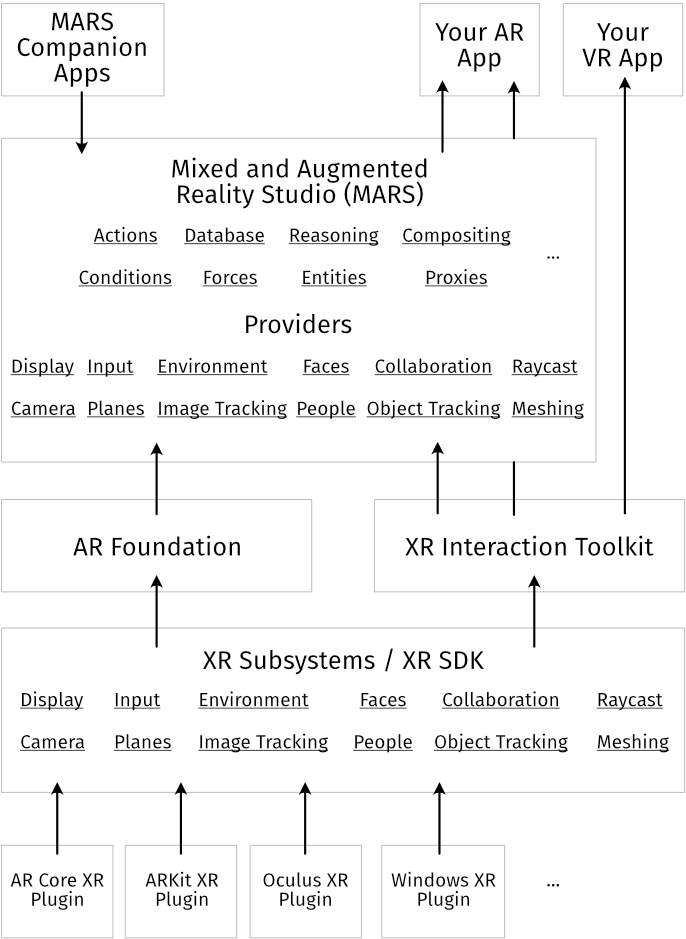 MARS
Companion
Apps
Your AR
App
Your
VR App
Mixed and Augmented
Reality Studio (MARS)
Actions Database Reasoning Compositing
...
Conditions Forces Entities Proxies
Providers
Display Input Environment Faces Collaboration Raycast
Camera Planes Image Tracking People Object Tracking Meshing
AR Foundation
XR Interaction Toolkit
XR Subsystems / XR SDK
Display Input Environment Faces Collaboration Raycast
Camera Planes Image Tracking People Object Tracking Meshing
AR Core XR
Plugin
ARKit XR
Plugin
Oculus XR
Plugin
Windows XR
Plugin
...